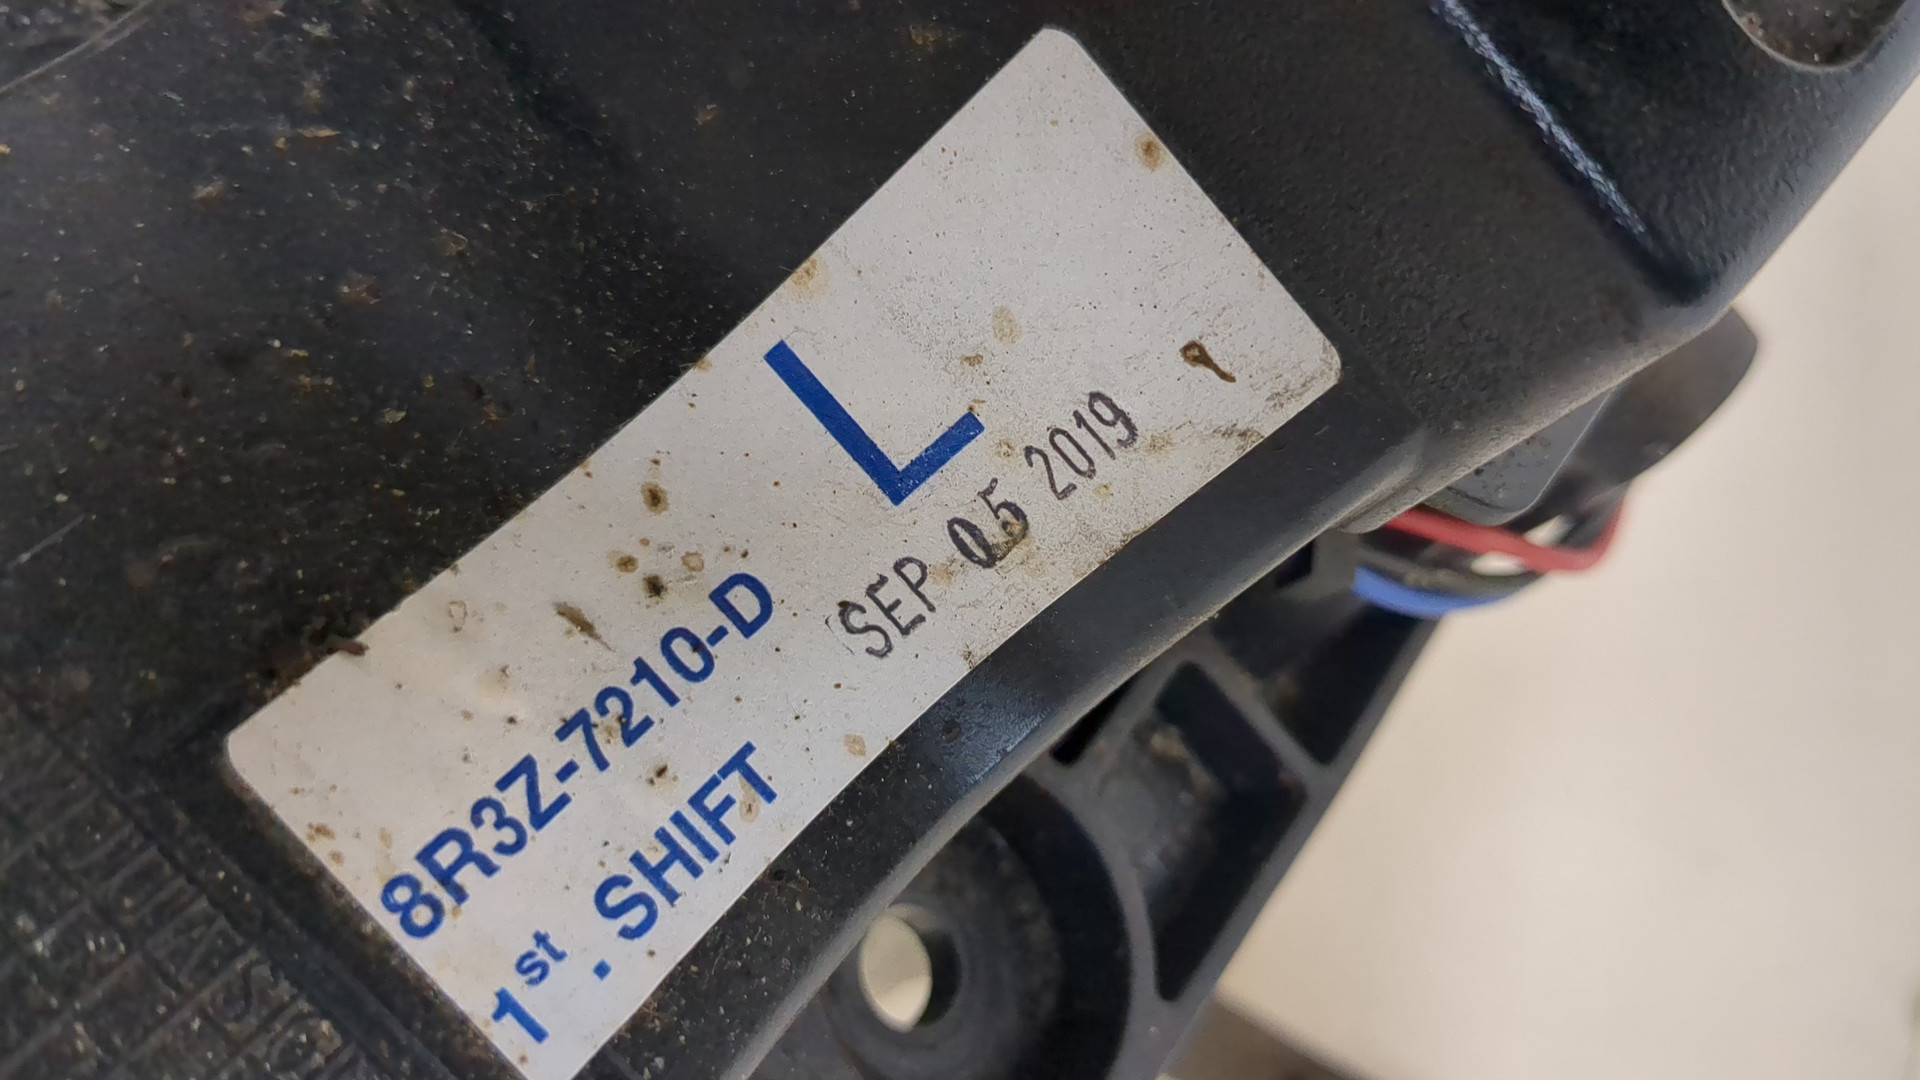 L
8R3Z-7210-D
SEP 05 2019
1st. SHIFT